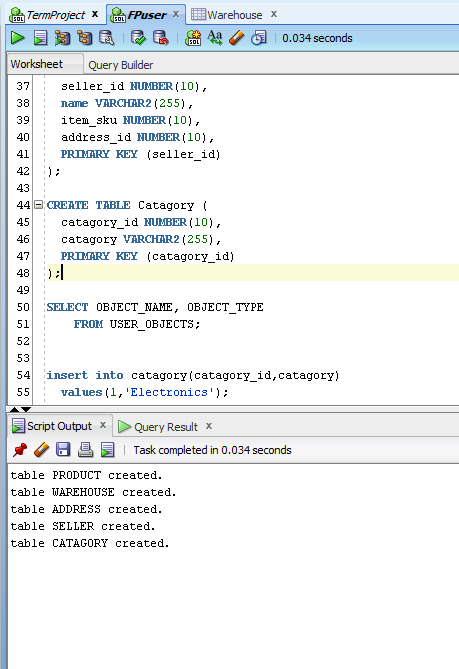 TermProject x FPuser x Warehouse x
SQL Aa 0.034 seconds
Worksheet Query Builder
37 seller_id NUMBER(10),
38 name VARCHAR2(255),
39 item_sku NUMBER(10),
40 address_id NUMBER(10),
41 PRIMARY KEY (seller_id)
42 );
43
44 CREATE TABLE Catagory (
45 catagory_id NUMBER(10),
46 catagory VARCHAR2(255),
47 PRIMARY KEY (catagory_id)
48 );
49
50 SELECT OBJECT_NAME, OBJECT_TYPE
51 FROM USER_OBJECTS;
52
53
54 insert into catagory(catagory_id,catagory)
55 values(1,'Electronics');
Script Output x Query Result x
Task completed in 0.034 seconds
table PRODUCT created.
table WAREHOUSE created.
table ADDRESS created.
table SELLER created.
table CATAGORY created.